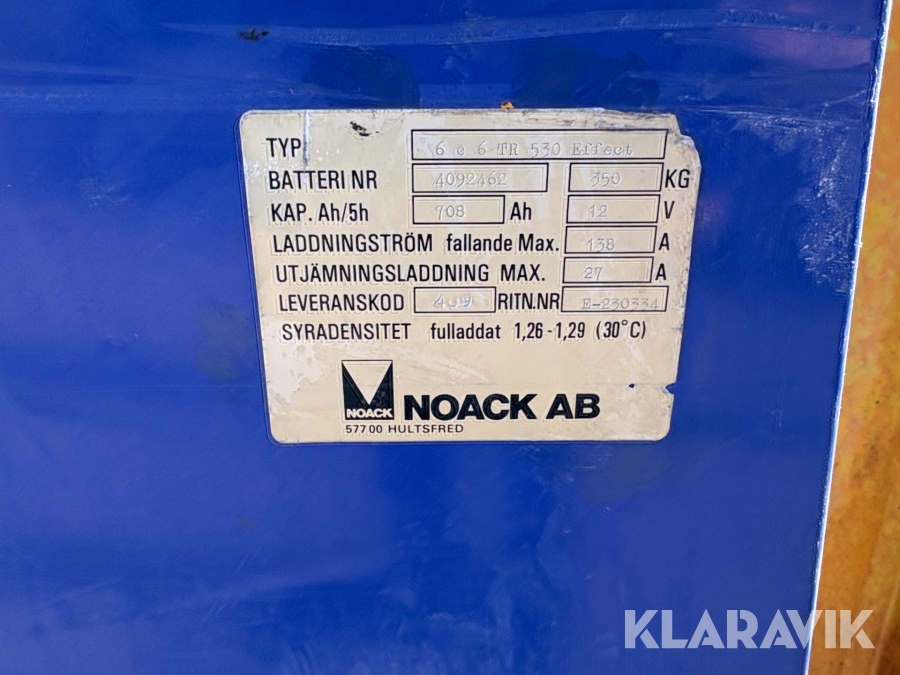 TYP 6 c 6-TR 530 Effect
BATTERI NR 4092462 350 KG
KAP. Ah/5h 708 Ah 12 V
LADDNINGSTRÖM fallande Max. 138 A
UTJÄMNINGSLADDNING MAX. 27 A
LEVERANSKOD RITN.NR E-230334
SYRADENSITET fulladdat 1,26-1,29 (30°C)
NOACK NOACK AB
57700 HULTSFRED
KLARAVIK